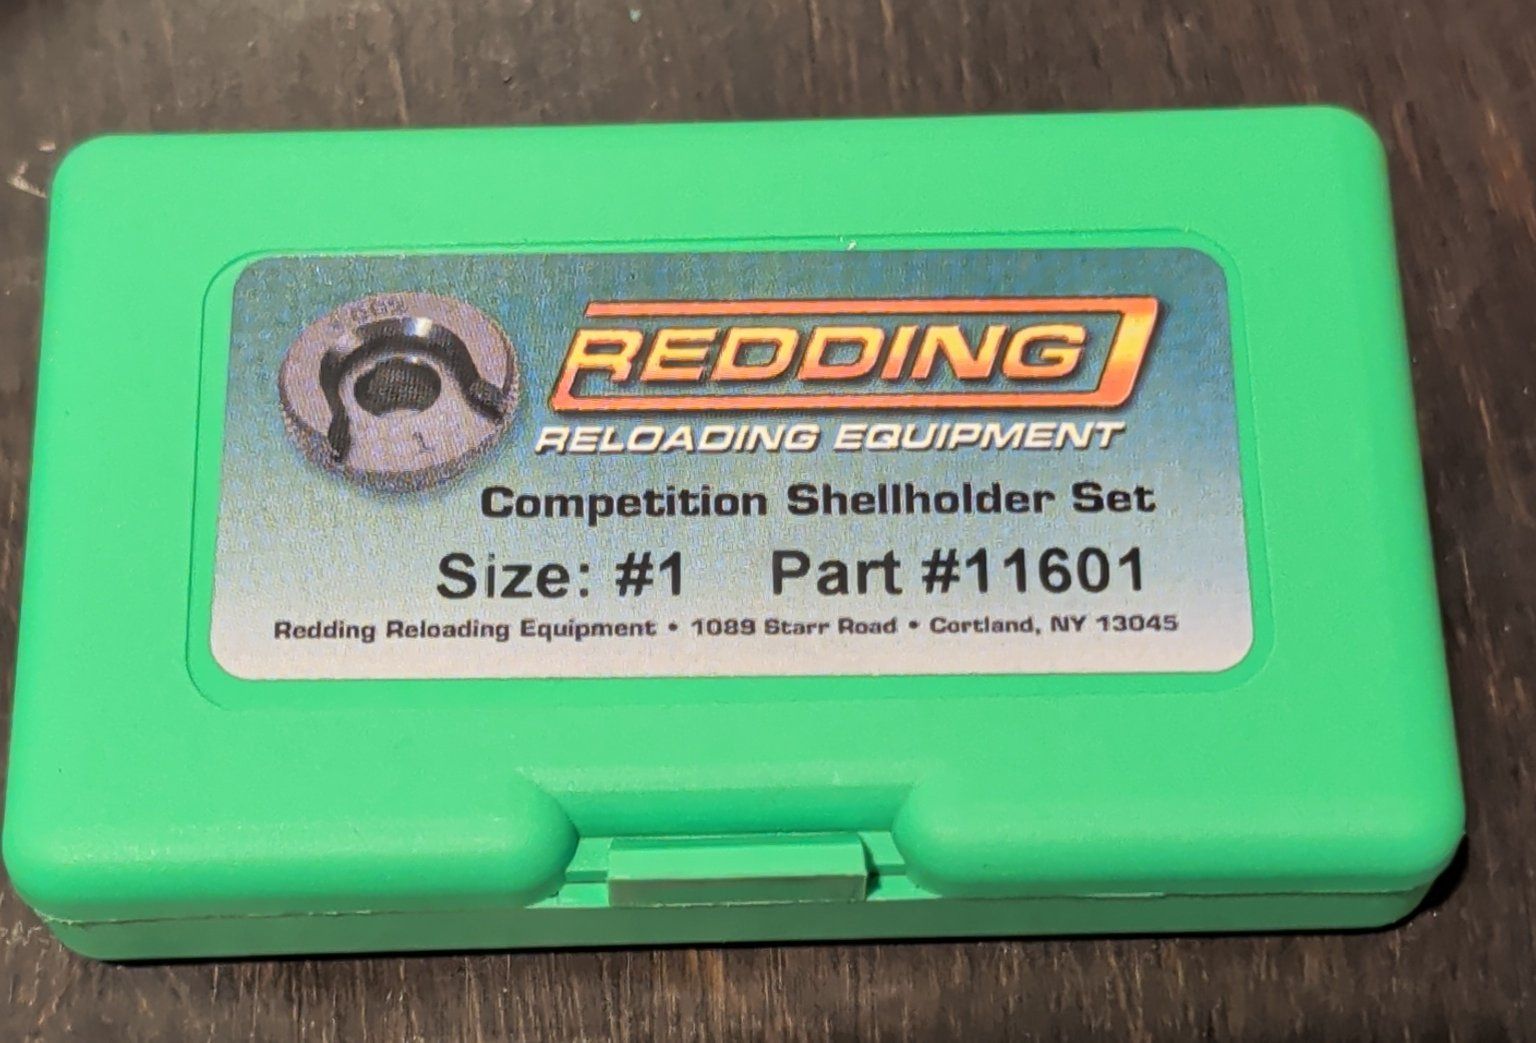 1
REDDING
RELOADING EQUIPMENT
Competition Shellholder Set
Size: #1 Part #11601
Redding Reloading Equipment • 1089 Starr Road • Cortland, NY 13045